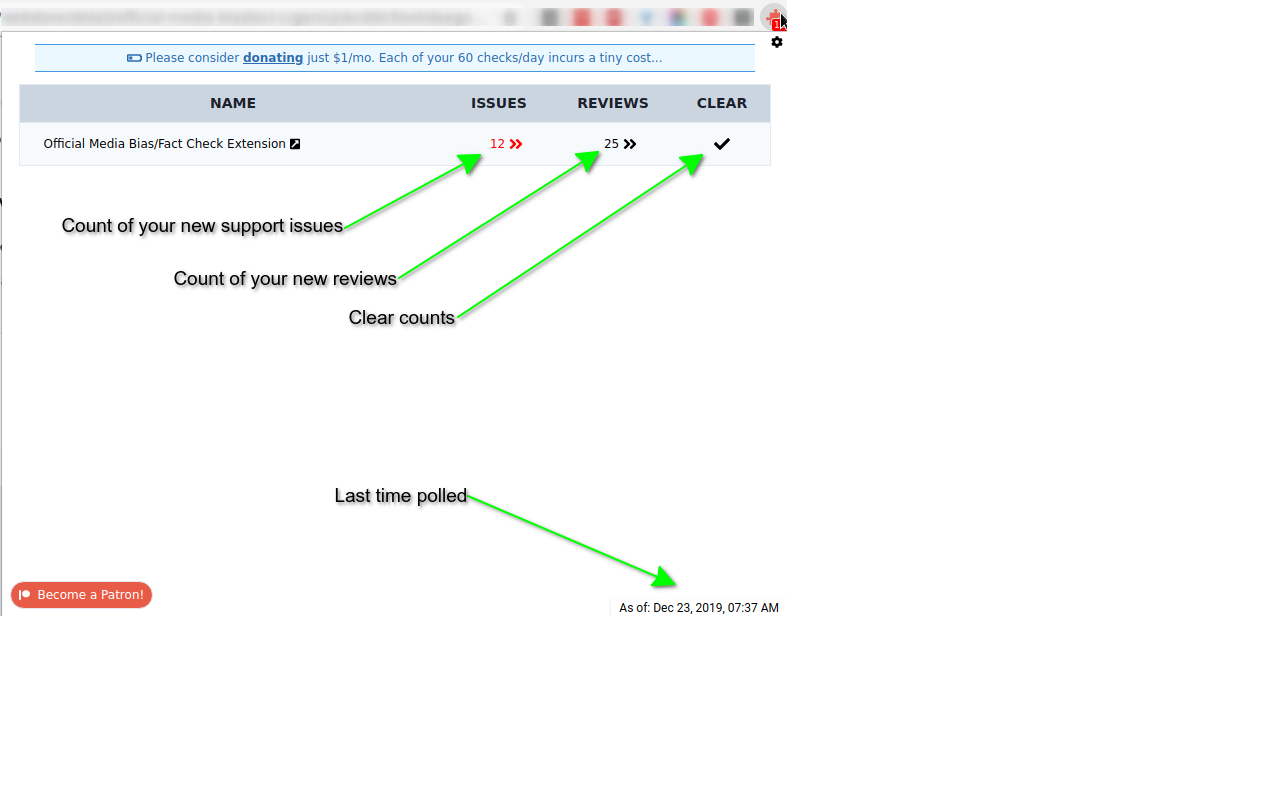 Please consider donating just $1/mo. Each of your 60 checks/day incurs a tiny cost...
NAME ISSUES REVIEWS CLEAR
Official Media Bias/Fact Check Extension 12 25
Count of your new support issues
Count of your new reviews
Clear counts
Last time polled
Become a Patron!
As of: Dec 23, 2019, 07:37 AM